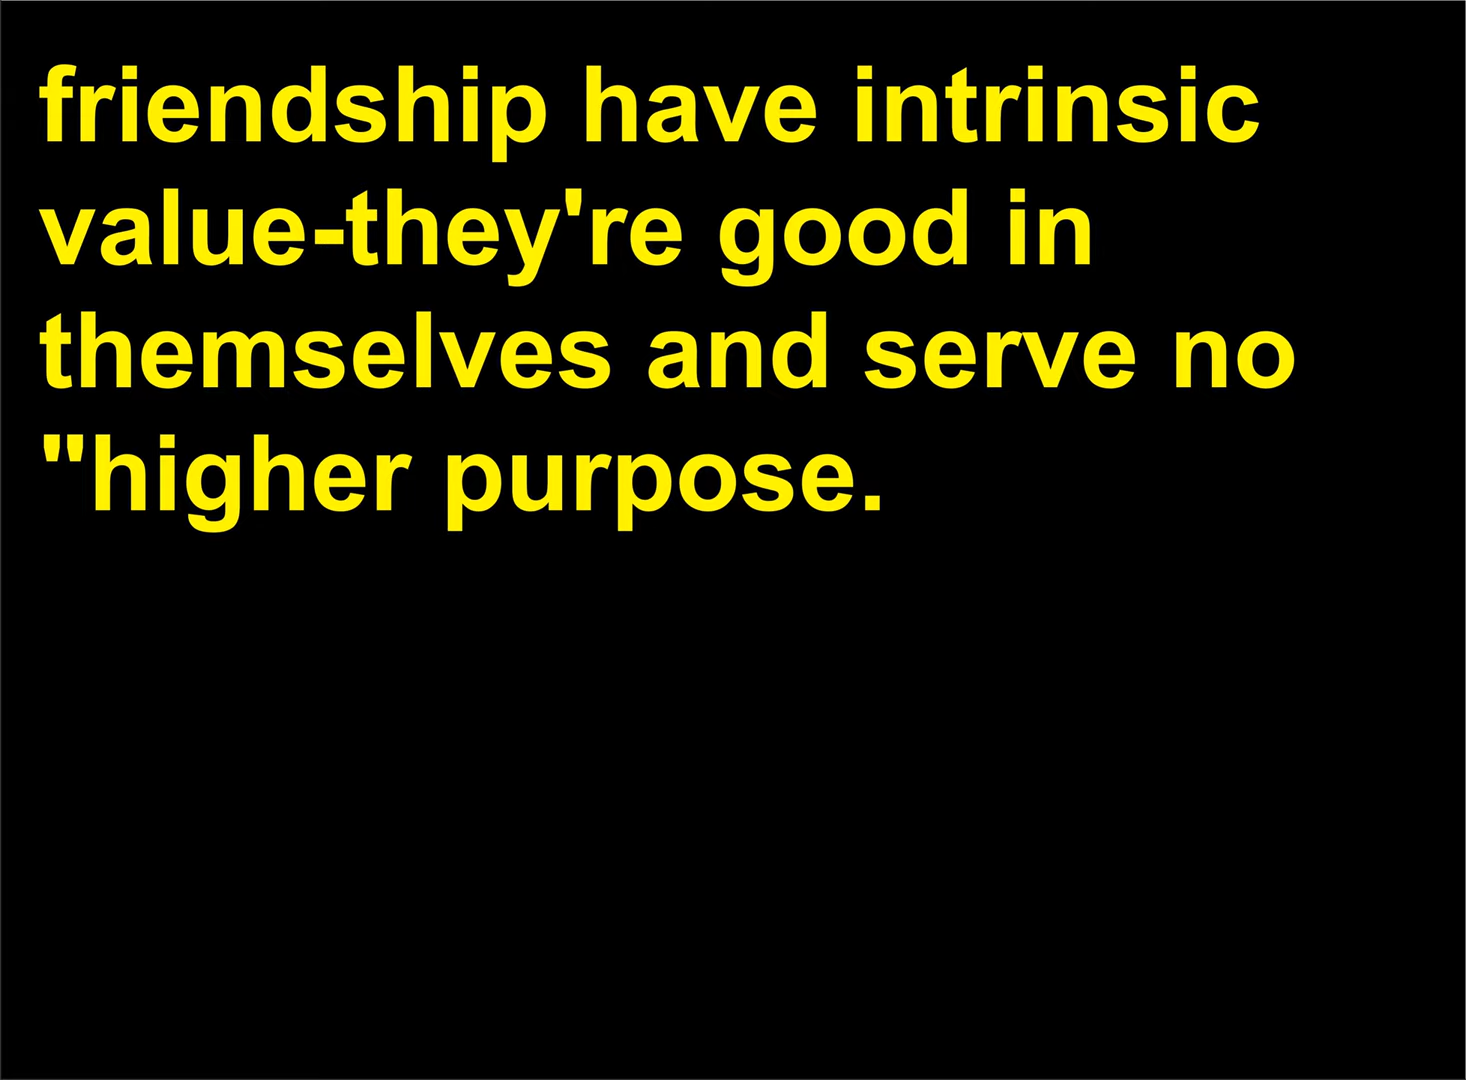 friendship have intrinsic
value-they're good in
themselves and serve no
"higher purpose.